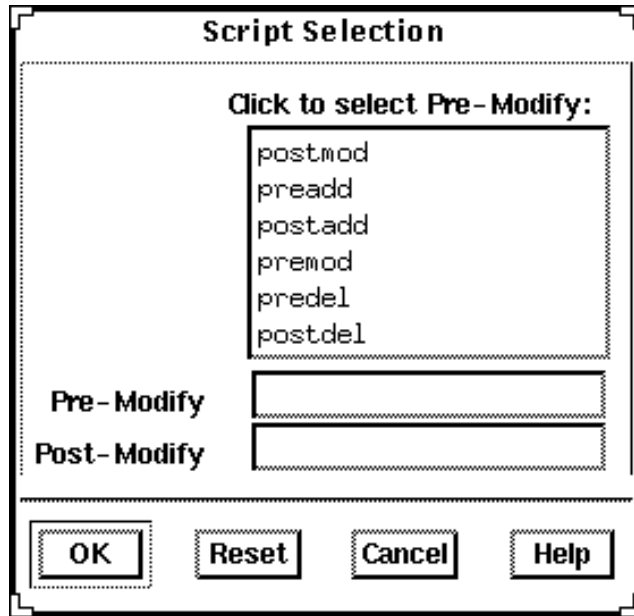 Script Selection
Click to select Pre-Modify:
postmod
preadd
postadd
premod
predel
postdel
Pre-Modify
Post-Modify
OK Reset Cancel Help